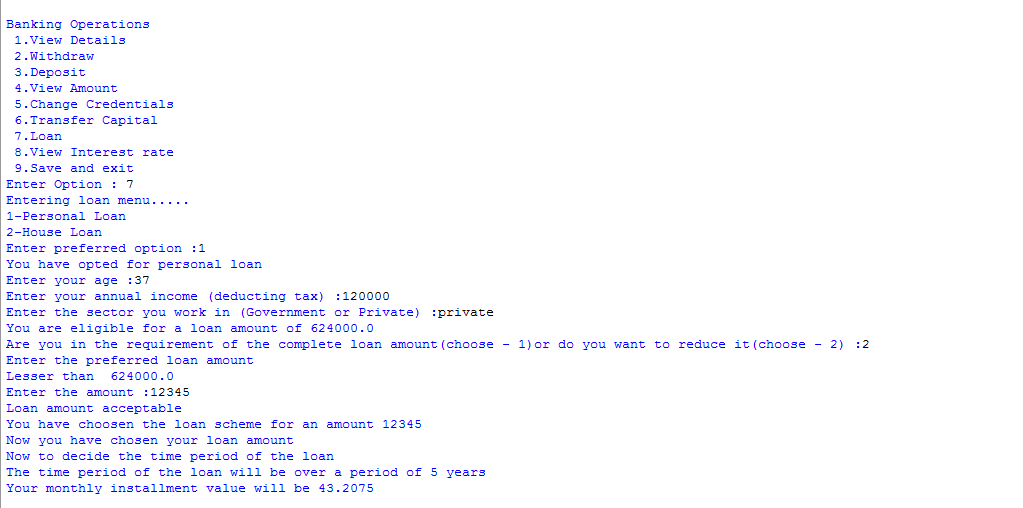 Banking Operations
1.View Details
2.Withdraw
3.Deposit
4.View Amount
5.Change Credentials
6.Transfer Capital
7.Loan
8.View Interest rate
9.Save and exit
Enter Option : 7
Entering loan menu.....
1-Personal Loan
2-House Loan
Enter preferred option :1
You have opted for personal loan
Enter your age :37
Enter your annual income (deducting tax) :120000
Enter the sector you work in (Government or Private) :private
You are eligible for a loan amount of 624000.0
Are you in the requirement of the complete loan amount(choose - 1)or do you want to reduce it(choose - 2) :2
Enter the preferred loan amount
Lesser than  624000.0
Enter the amount :12345
Loan amount acceptable
You have choosen the loan scheme for an amount 12345
Now you have chosen your loan amount
Now to decide the time period of the loan
The time period of the loan will be over a period of 5 years
Your monthly installment value will be 43.2075